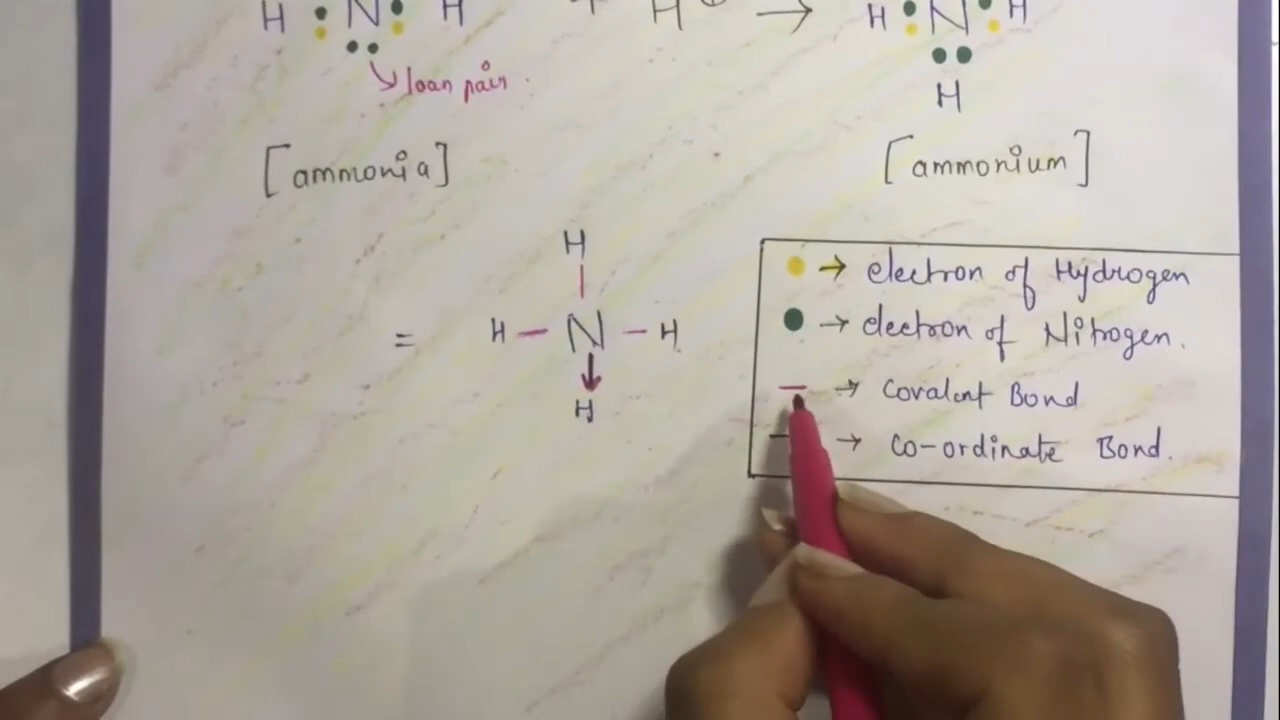 H N H + H⊕ → H N H
loan pair.
H
[ammonia] [ammonium]
H
H – N – H
=
H
→ electron of Hydrogen
→ electron of Nitrogen.
— → Covalent Bond
→ Co-ordinate Bond.